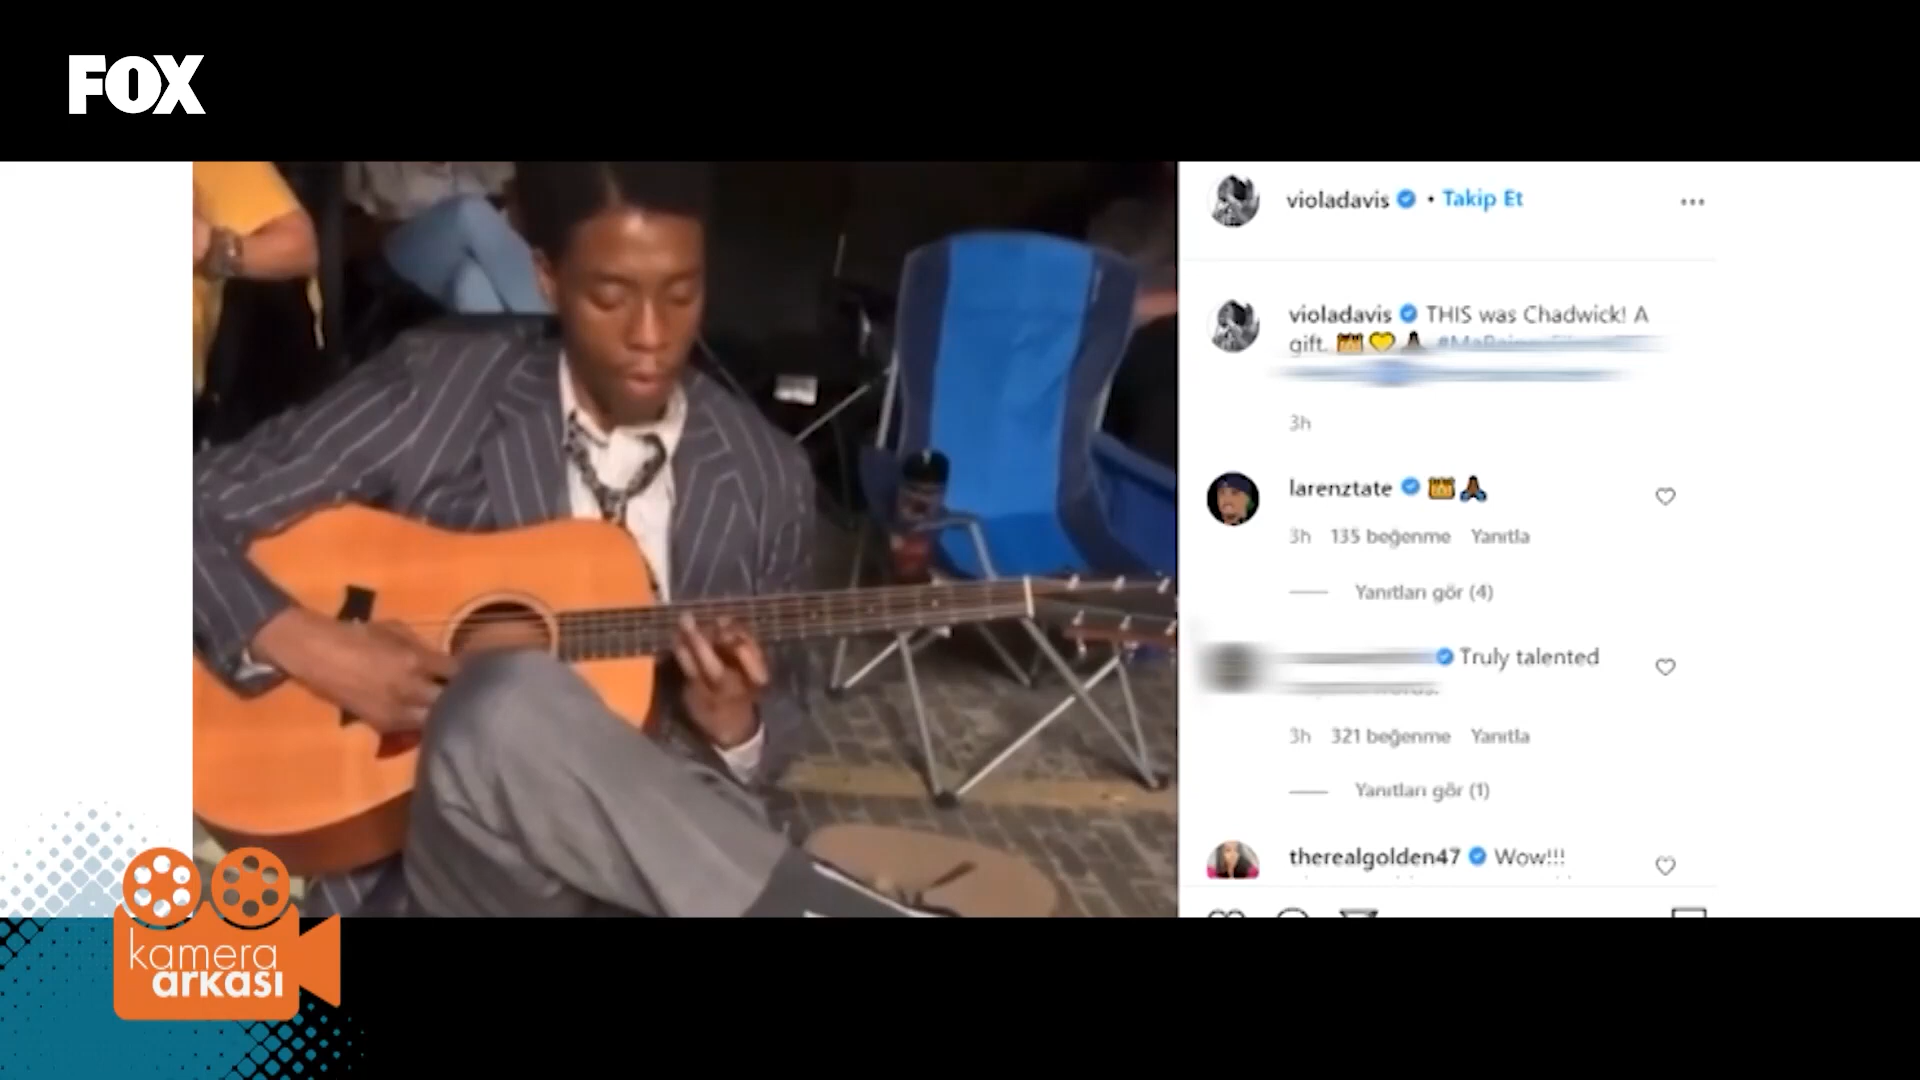 FOX
violadavis • Takip Et
violadavis THIS was Chadwick! A
gift.
3h
larenztate
3h 135 beğenme Yanıtla
Yanıtları gör (4)
Truly talented
3h 321 beğenme Yanıtla
Yanıtları gör (1)
therealgolden47 Wow!!!
kamera
arkası